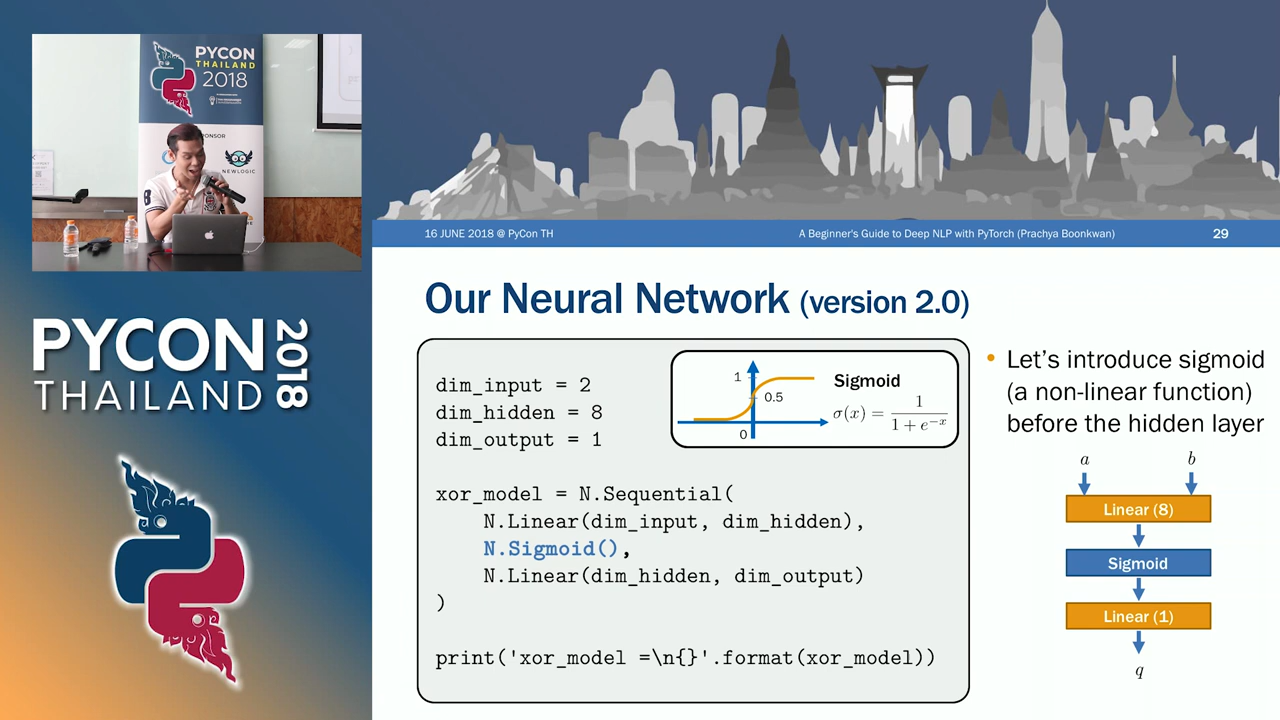 PYCON
THAILAND
2018
SPONSOR
NEWLOGIC
PYCON
THAILAND
2018
16 JUNE 2018 @ PyCon TH
A Beginner's Guide to Deep NLP with PyTorch (Prachya Boonkwan)
29
Our Neural Network (version 2.0)
dim_input = 2
dim_hidden = 8
dim_output = 1
1
0.5
0
Sigmoid
σ(x) = 1 / (1 + e^{-x})
xor_model = N.Sequential(
N.Linear(dim_input, dim_hidden),
N.Sigmoid(),
N.Linear(dim_hidden, dim_output)
)
print('xor_model =\n{}'.format(xor_model))
• Let's introduce sigmoid
(a non-linear function)
before the hidden layer
a
b
Linear (8)
Sigmoid
Linear (1)
q